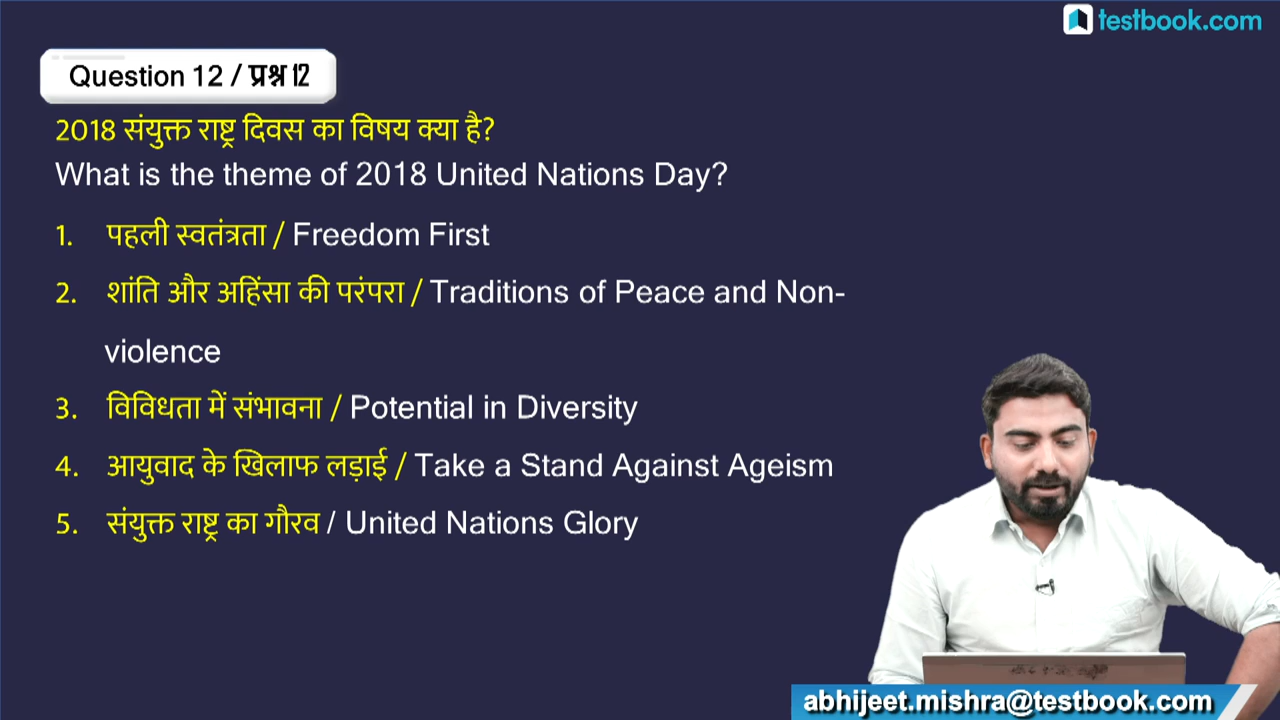 testbook.com
Question 12 / प्रश्न 12
2018 संयुक्त राष्ट्र दिवस का विषय क्या है?
What is the theme of 2018 United Nations Day?
1. पहली स्वतंत्रता / Freedom First
2. शांति और अहिंसा की परंपरा / Traditions of Peace and Non-
violence
3. विविधता में संभावना / Potential in Diversity
4. आयुवाद के खिलाफ लड़ाई / Take a Stand Against Ageism
5. संयुक्त राष्ट्र का गौरव / United Nations Glory
abhijeet.mishra@testbook.com